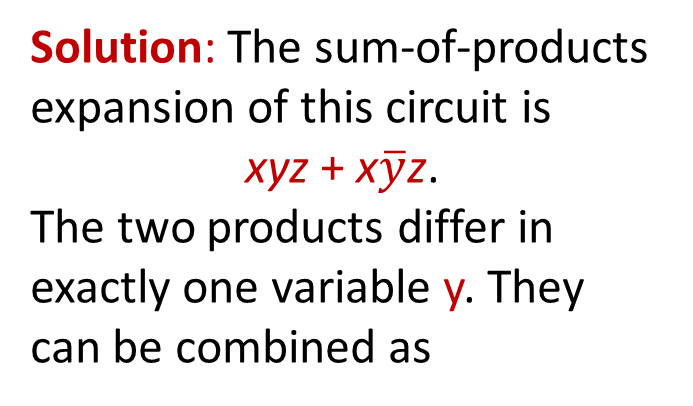 Solution: The sum-of-products
expansion of this circuit is
xyz + xy̅z.
The two products differ in
exactly one variable y. They
can be combined as